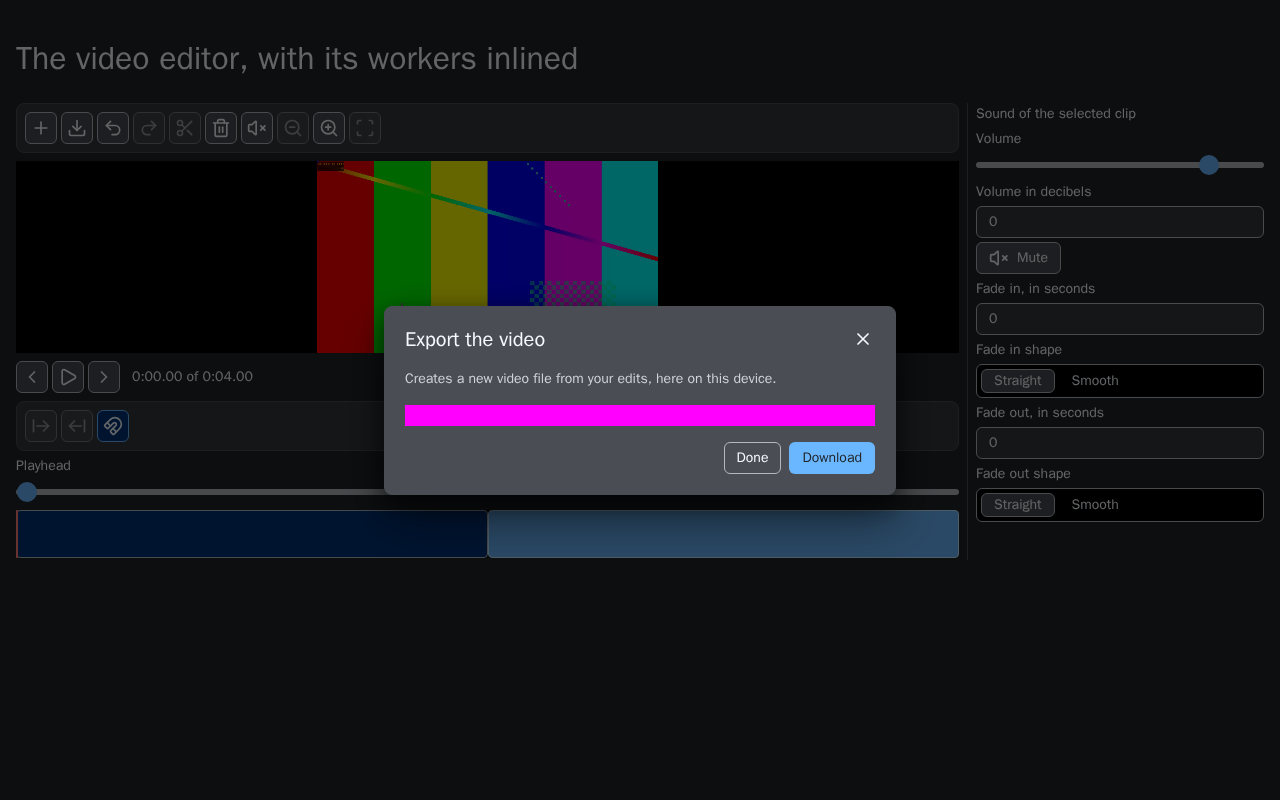 The video editor, with its workers inlined
Sound of the selected clip
Volume
Volume in decibels
0
Mute
Fade in, in seconds
0
Fade in shape
Straight Smooth
Fade out, in seconds
0
Fade out shape
Straight Smooth
0:00.00 of 0:04.00
Playhead
Export the video
Creates a new video file from your edits, here on this device.
Done Download